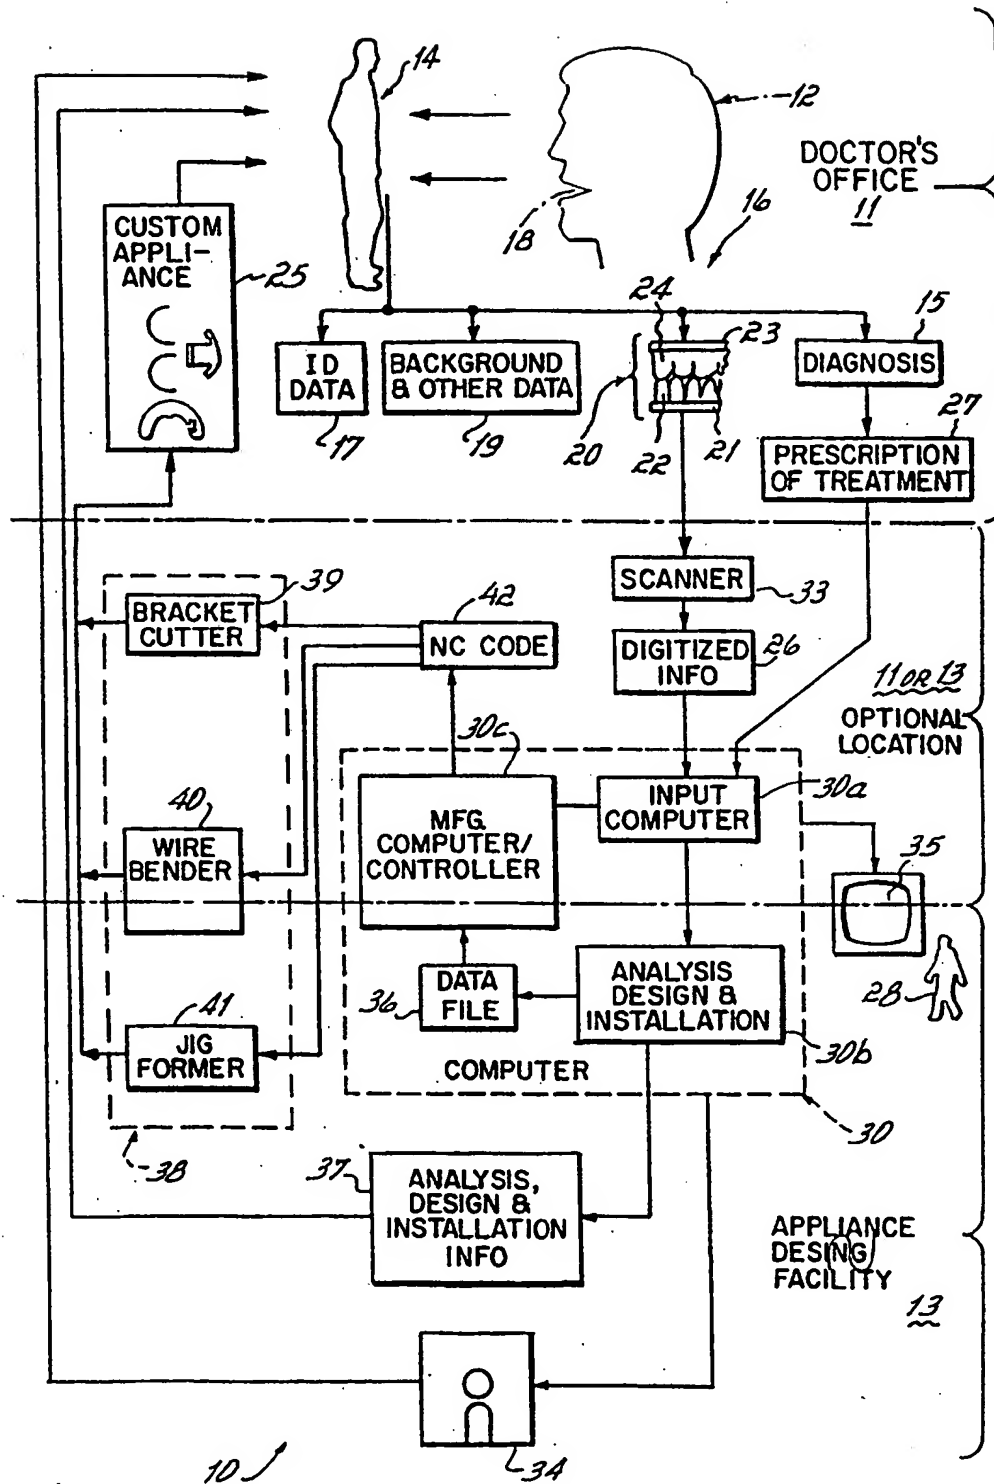 14
12
DOCTOR'S
OFFICE
11
18
16
CUSTOM
APPLI-
ANCE
25
24
23
15
ID
DATA
17
BACKGROUND
& OTHER DATA
19
20
22
21
DIAGNOSIS
27
PRESCRIPTION
OF TREATMENT
SCANNER
33
39
BRACKET
CUTTER
42
NC CODE
DIGITIZED
INFO
26
11 OR 13
OPTIONAL
LOCATION
30c
MFG.
COMPUTER/
CONTROLLER
INPUT
COMPUTER
30a
40
WIRE
BENDER
35
28
DATA
FILE
36
ANALYSIS
DESIGN &
INSTALLATION
30b
41
JIG
FORMER
COMPUTER
30
38
37
ANALYSIS,
DESIGN &
INSTALLATION
INFO
APPLIANCE
DESING
FACILITY
13
34
10